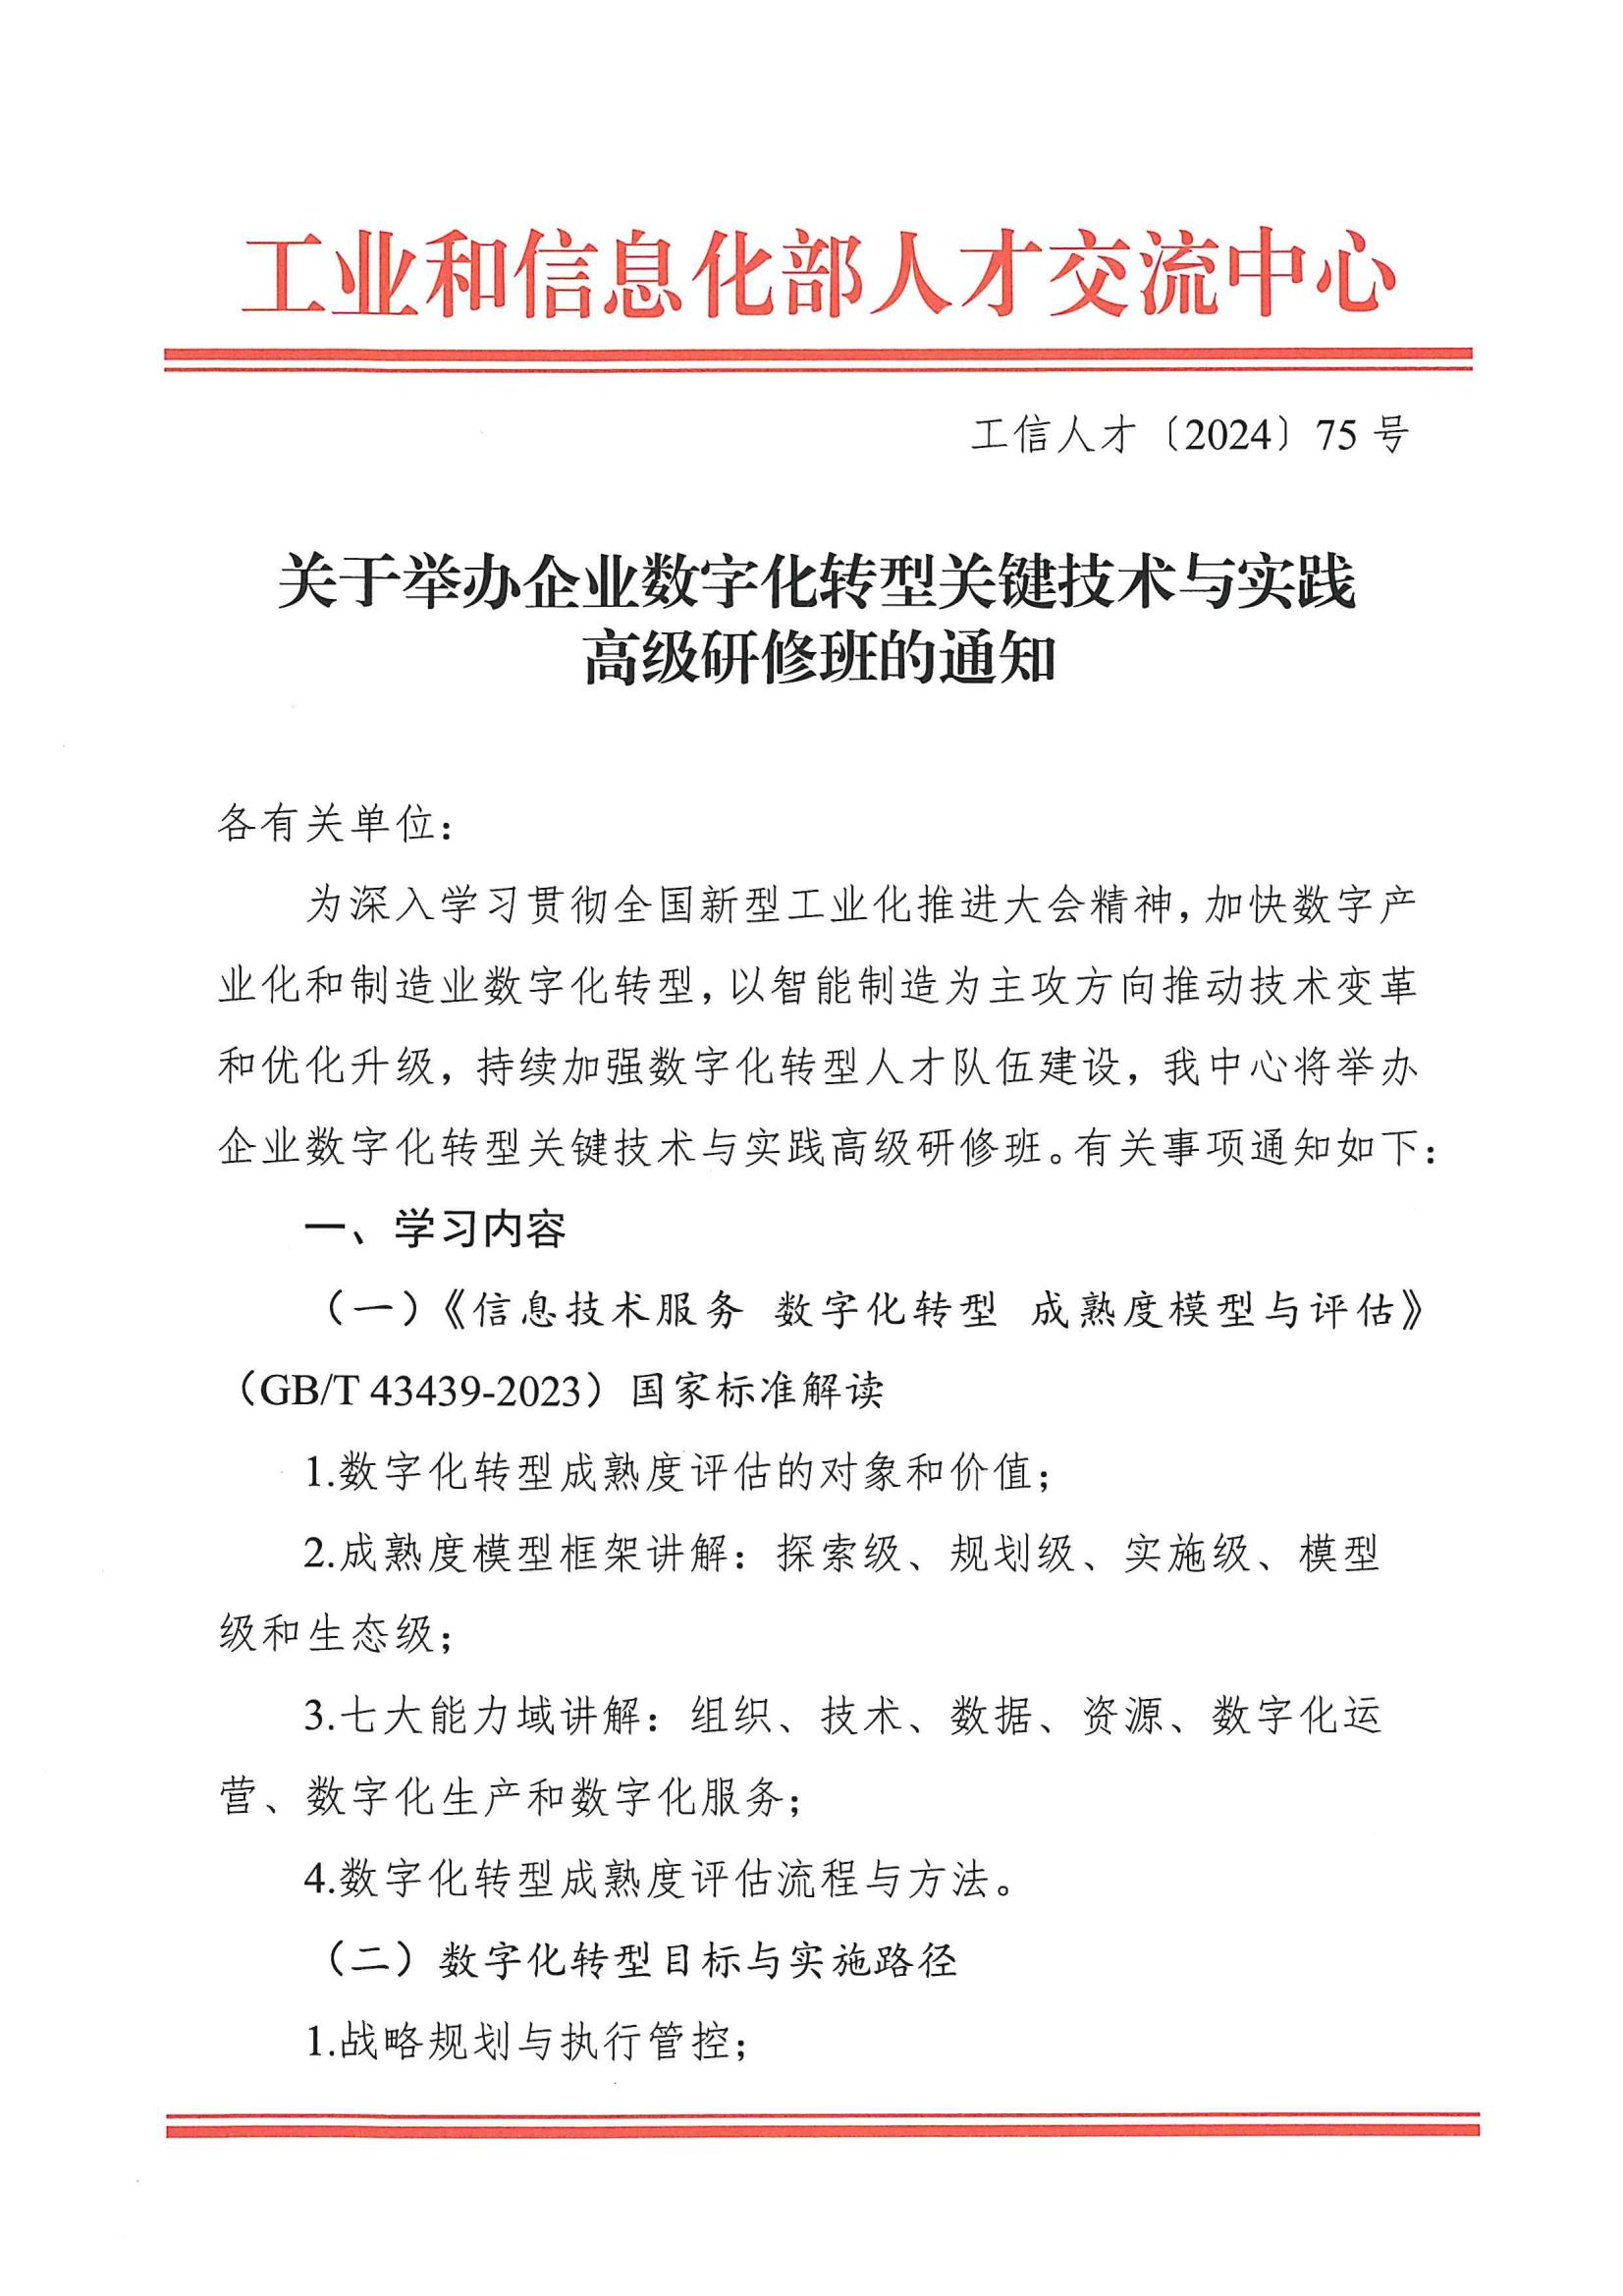 工业和信息化部人才交流中心
工信人才〔2024〕75 号
关于举办企业数字化转型关键技术与实践
高级研修班的通知
各有关单位：
为深入学习贯彻全国新型工业化推进大会精神，加快数字产
业化和制造业数字化转型，以智能制造为主攻方向推动技术变革
和优化升级，持续加强数字化转型人才队伍建设，我中心将举办
企业数字化转型关键技术与实践高级研修班。有关事项通知如下：
一、学习内容
（一）《信息技术服务 数字化转型 成熟度模型与评估》
（GB/T 43439-2023）国家标准解读
1.数字化转型成熟度评估的对象和价值；
2.成熟度模型框架讲解：探索级、规划级、实施级、模型
级和生态级；
3.七大能力域讲解：组织、技术、数据、资源、数字化运
营、数字化生产和数字化服务；
4.数字化转型成熟度评估流程与方法。
（二）数字化转型目标与实施路径
1.战略规划与执行管控；